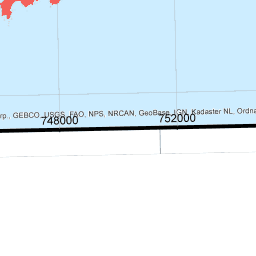 rp., GEBCO, USGS, FAO, NPS, NRCAN, GeoBase, IGN, Kadaster NL, Ordna
748000 752000